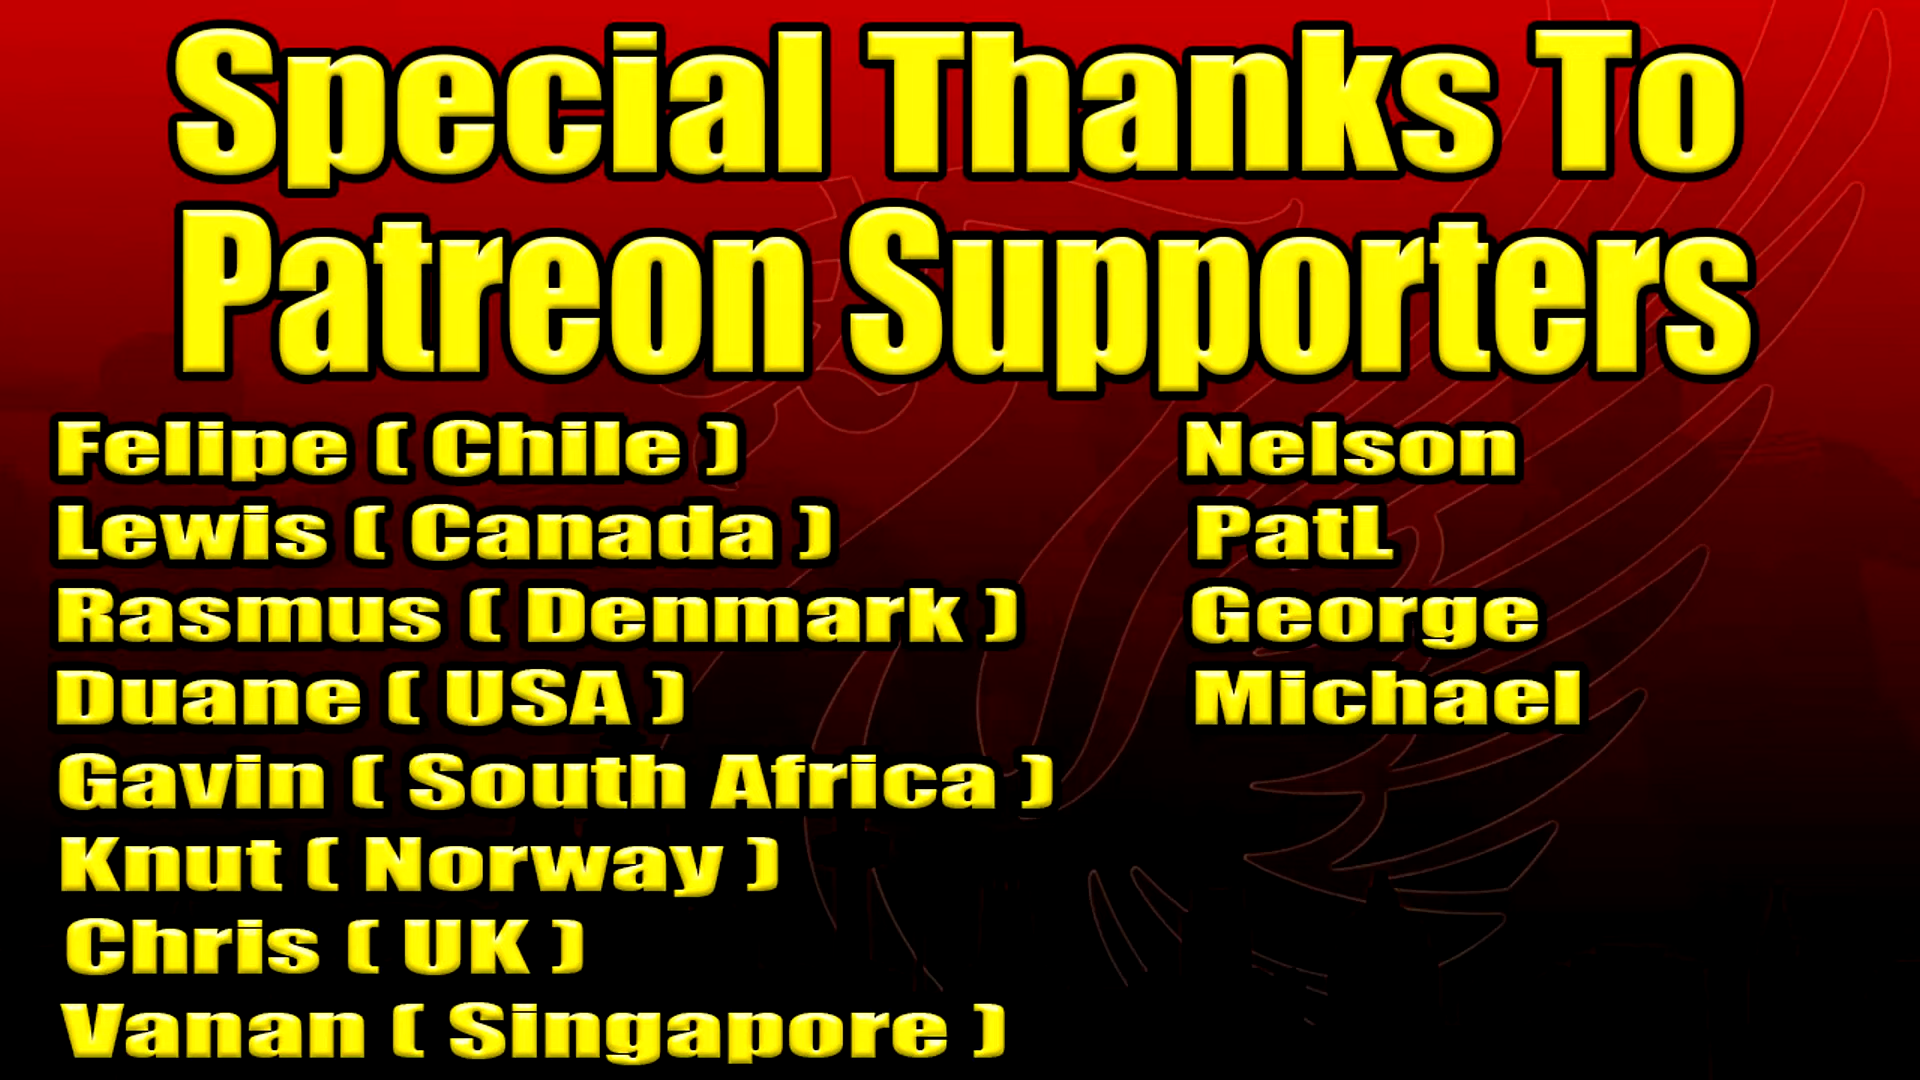 Special Thanks To
Patreon Supporters
Felipe ( Chile )
Lewis ( Canada )
Rasmus ( Denmark )
Duane ( USA )
Gavin ( South Africa )
Knut ( Norway )
Chris ( UK )
Vanan ( Singapore )
Nelson
PatL
George
Michael